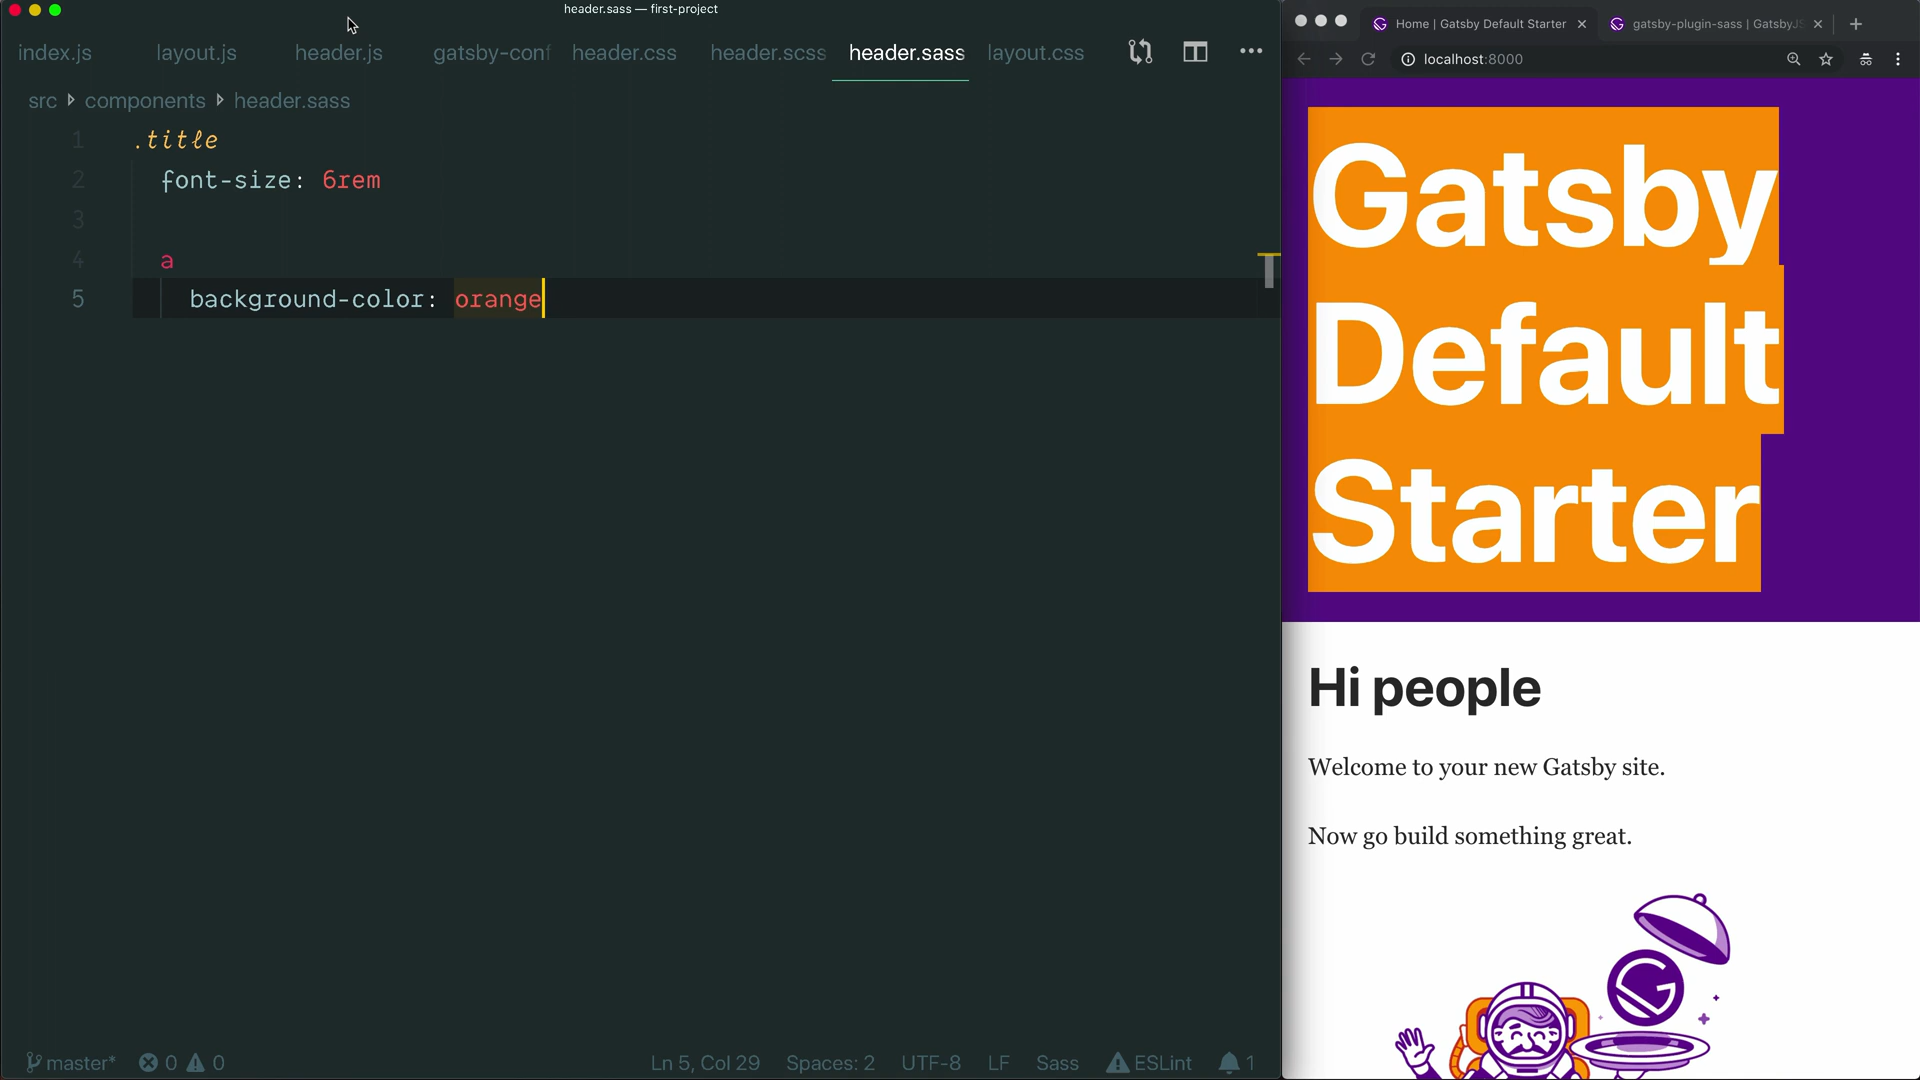 header.sass — first-project
index.js layout.js header.js gatsby-conf header.css header.scss header.sass layout.css
src components header.sass
1 .title
2 font-size: 6rem
3
4 a
5 background-color: orange
master* 0 0 Ln 5, Col 29 Spaces: 2 UTF-8 LF Sass ESLint 1
Home | Gatsby Default Starter gatsby-plugin-sass | GatsbyJS
localhost:8000
Gatsby
Default
Starter
Hi people
Welcome to your new Gatsby site.
Now go build something great.